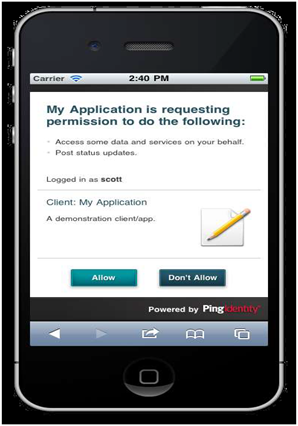 Carrier 2:40 PM
My Application is requesting
permission to do the following:
Access some data and services on your behalf.
Post status updates.
Logged in as scott
Client: My Application
A demonstration client/app.
Allow Don't Allow
Powered by PingIdentity